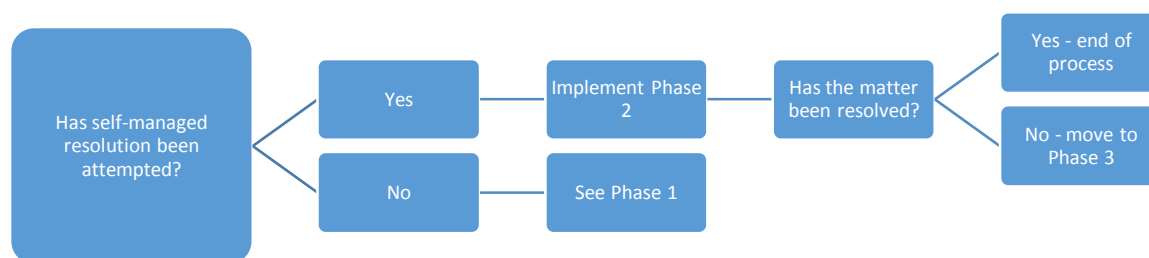 Has self-managed
resolution been
attempted?
Yes
Implement Phase
2
Has the matter
been resolved?
Yes - end of
process
No - move to
Phase 3
No
See Phase 1